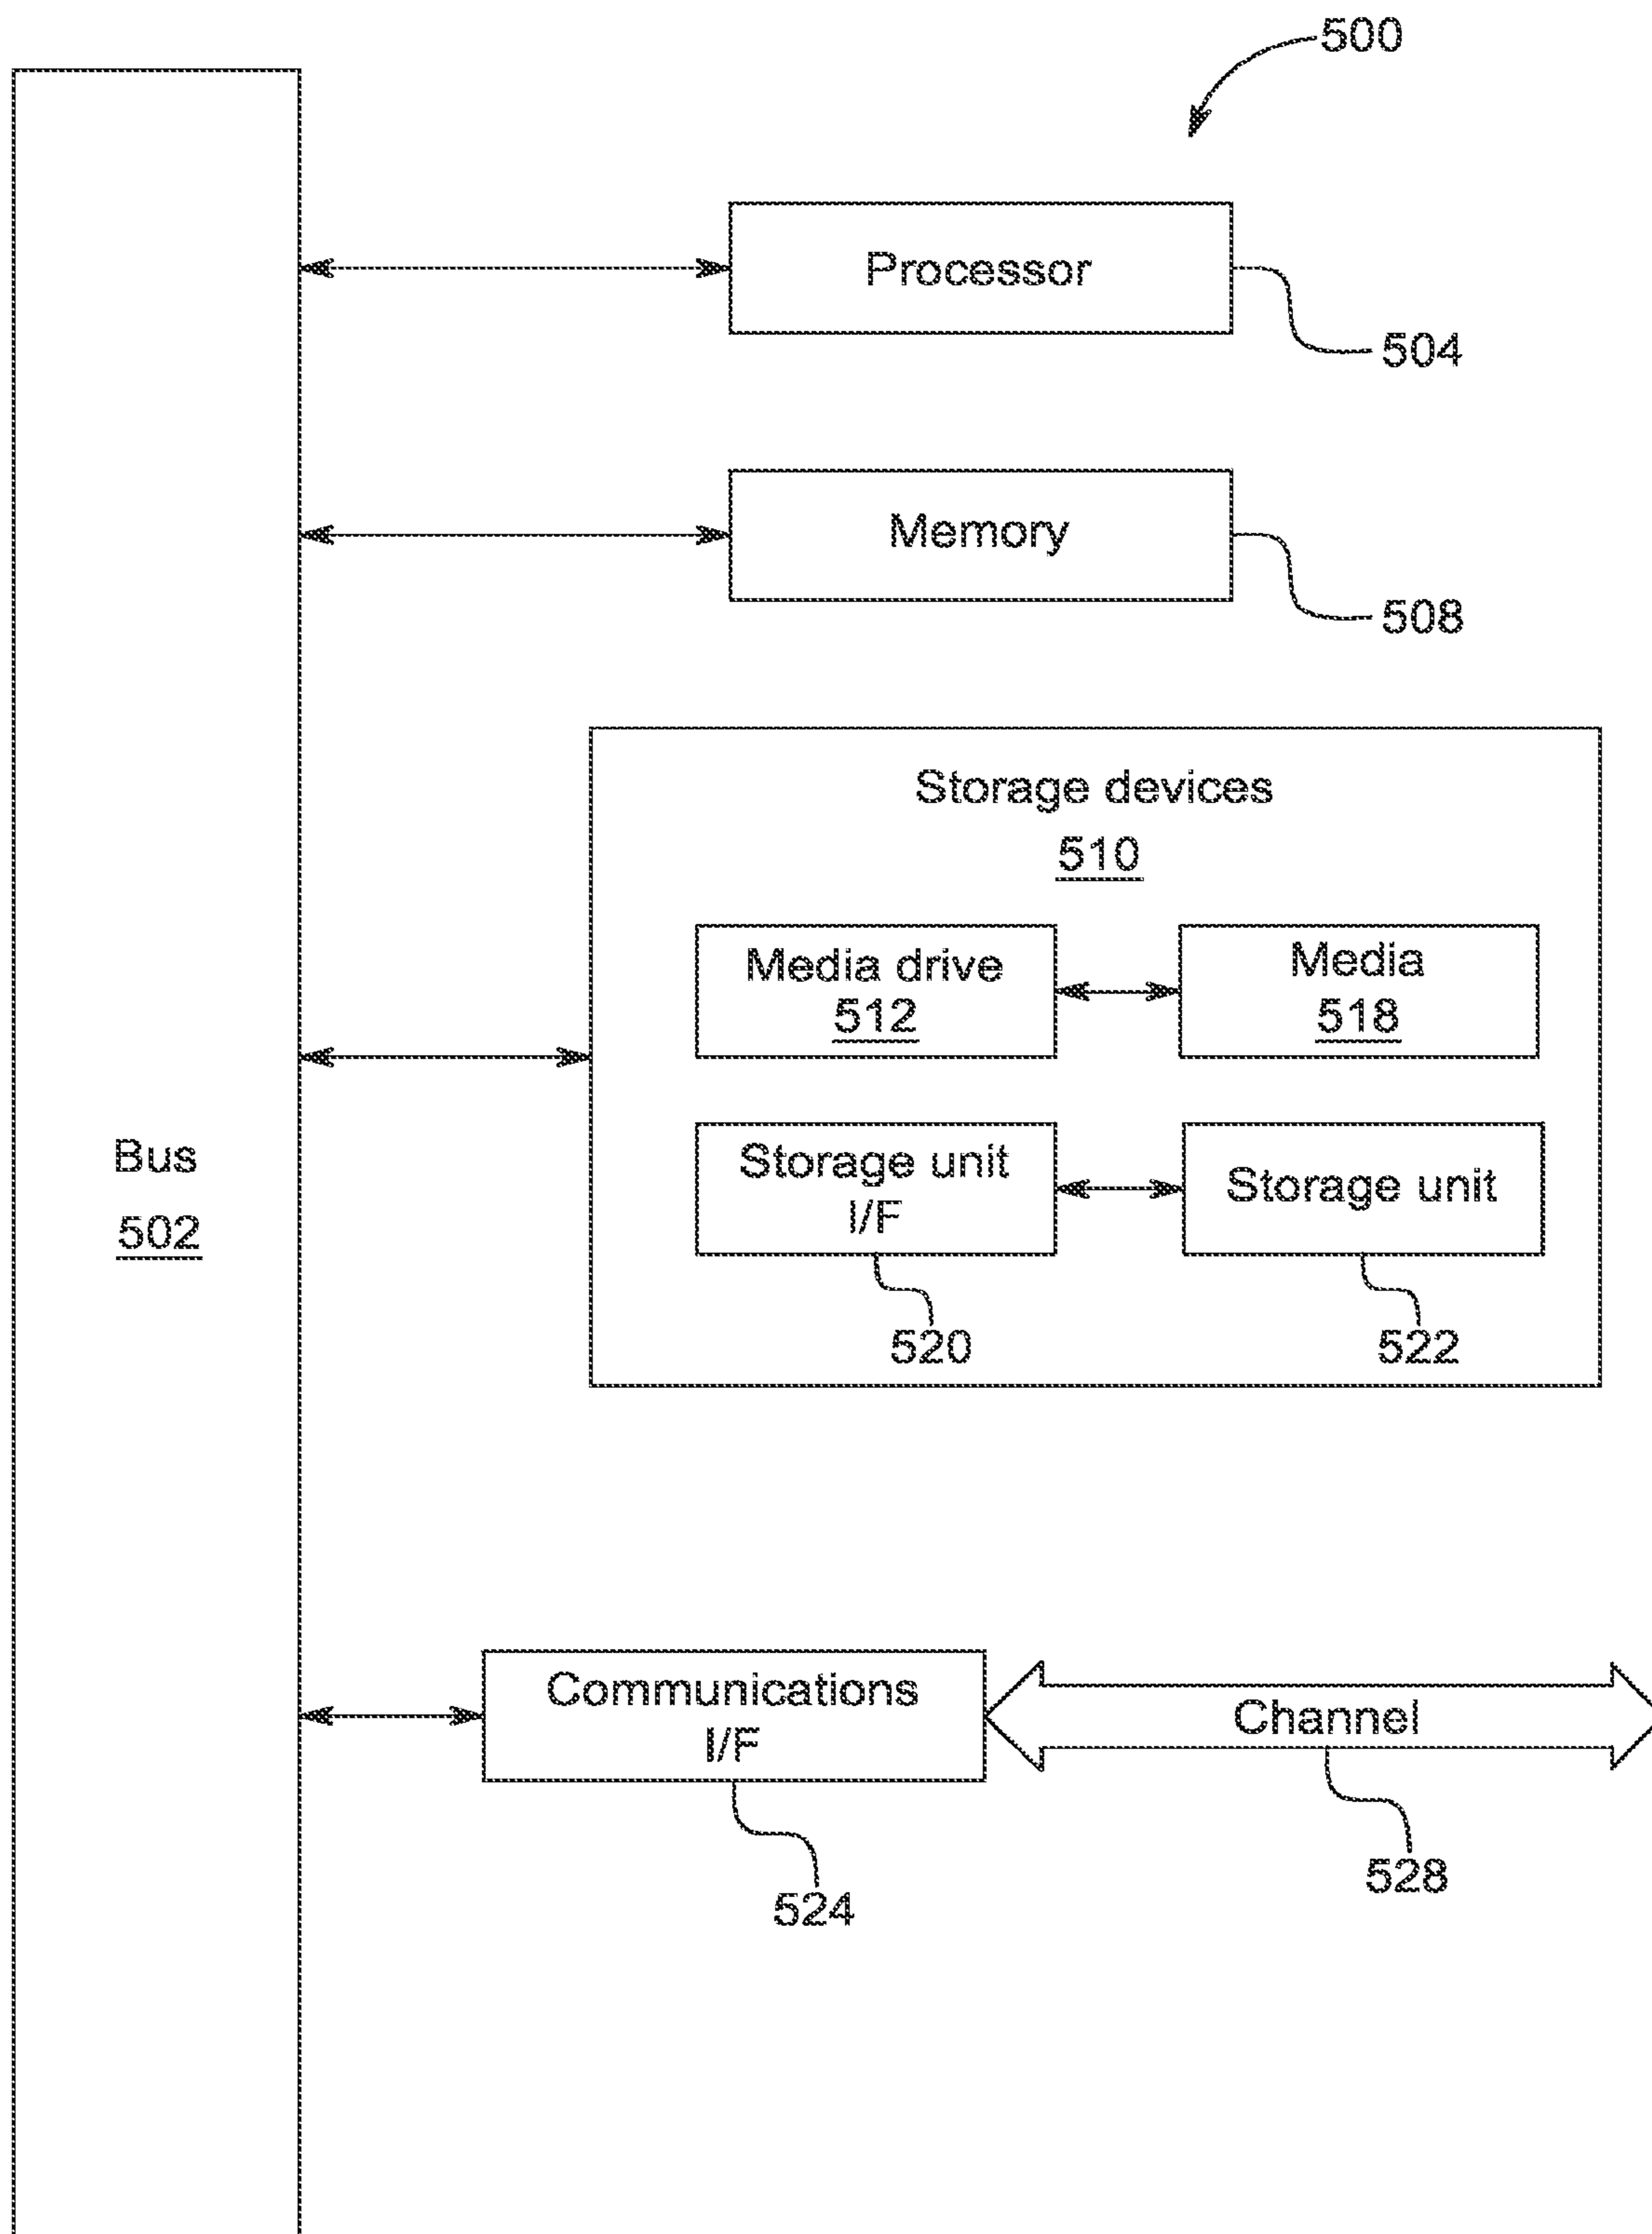 500
Processor
504
Memory
508
Storage devices
510
Media drive
512
Media
518
Bus
502
Storage unit
I/F
Storage unit
520
522
Communications
I/F
Channel
524
528